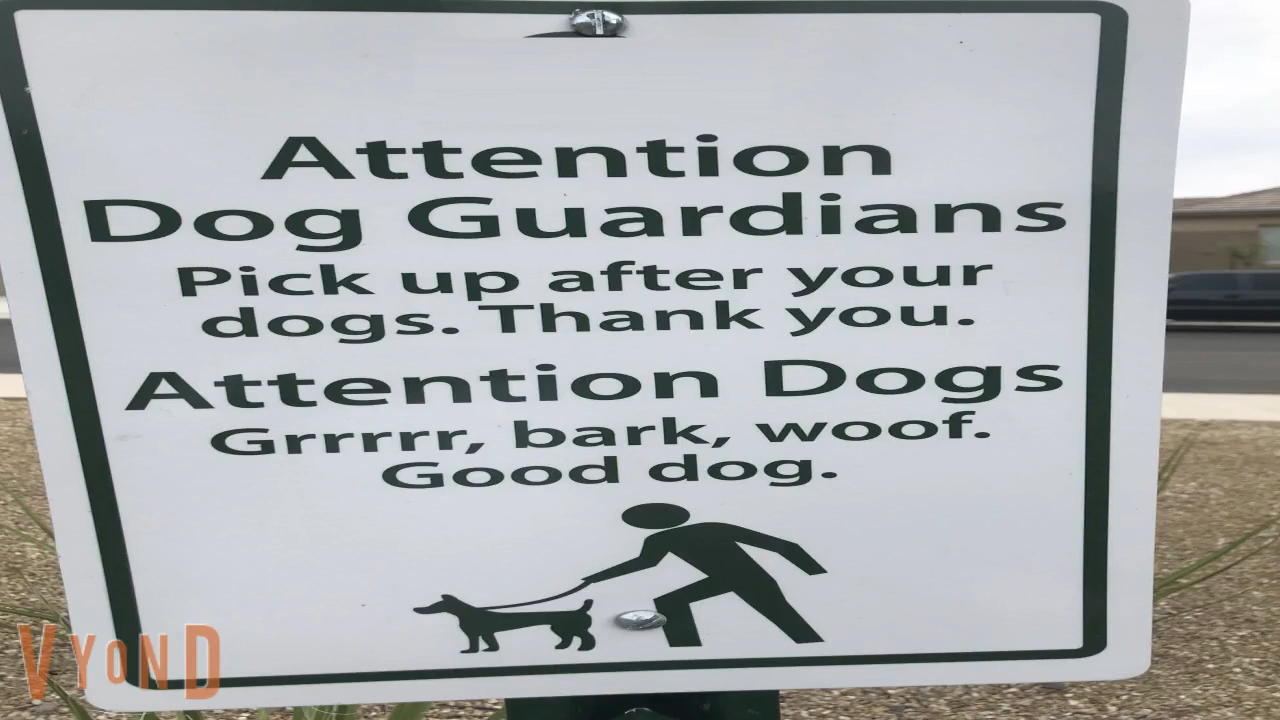 Attention
Dog Guardians
Pick up after your
dogs. Thank you.
Attention Dogs
Grrrrr, bark, woof.
Good dog.
VYOND